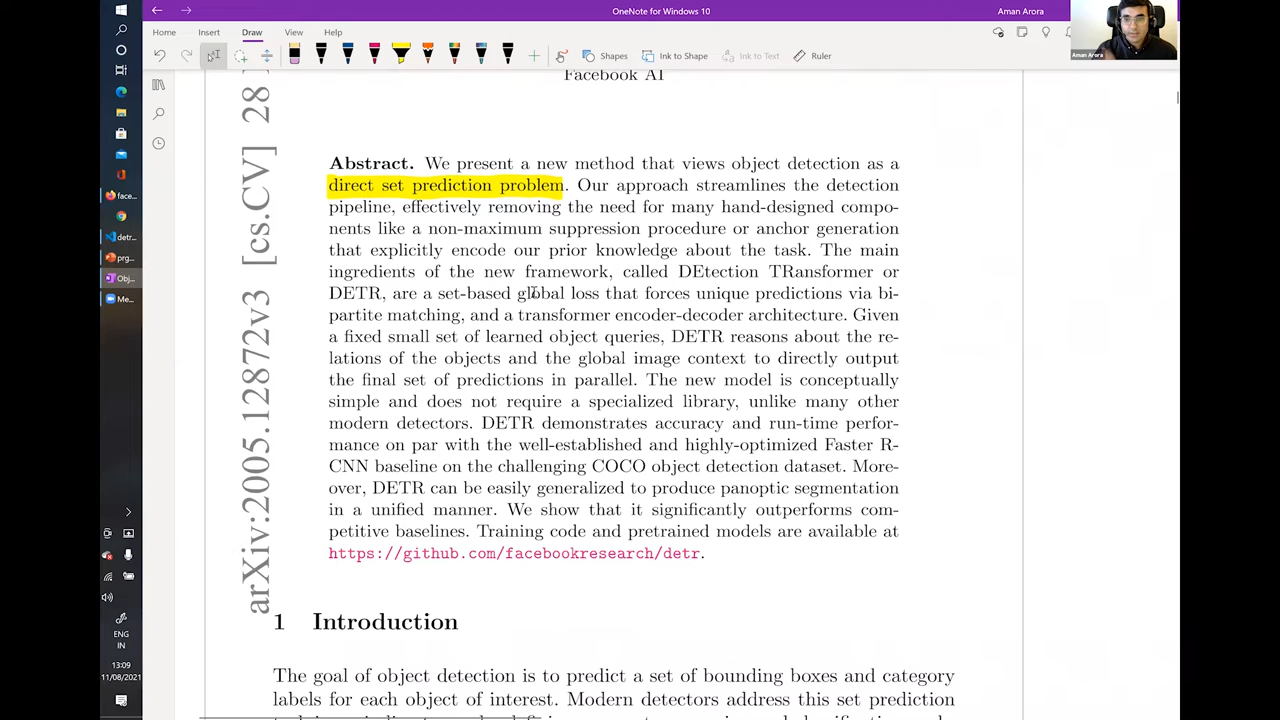 OneNote for Windows 10
Aman Arora
Home Insert Draw View Help
Shapes Ink to Shape Ink to Text Ruler
Aman Arora
Facebook AI
arXiv:2005.12872v3 [cs.CV] 28
Abstract. We present a new method that views object detection as a
direct set prediction problem. Our approach streamlines the detection
pipeline, effectively removing the need for many hand-designed compo-
nents like a non-maximum suppression procedure or anchor generation
that explicitly encode our prior knowledge about the task. The main
ingredients of the new framework, called DEtection TRansformer or
DETR, are a set-based global loss that forces unique predictions via bi-
partite matching, and a transformer encoder-decoder architecture. Given
a fixed small set of learned object queries, DETR reasons about the re-
lations of the objects and the global image context to directly output
the final set of predictions in parallel. The new model is conceptually
simple and does not require a specialized library, unlike many other
modern detectors. DETR demonstrates accuracy and run-time perfor-
mance on par with the well-established and highly-optimized Faster R-
CNN baseline on the challenging COCO object detection dataset. More-
over, DETR can be easily generalized to produce panoptic segmentation
in a unified manner. We show that it significantly outperforms com-
petitive baselines. Training code and pretrained models are available at
https://github.com/facebookresearch/detr.
1 Introduction
The goal of object detection is to predict a set of bounding boxes and category
labels for each object of interest. Modern detectors address this set prediction
face...
detr...
prg...
Obj...
Me...
ENG
IN
13:09
11/08/2021